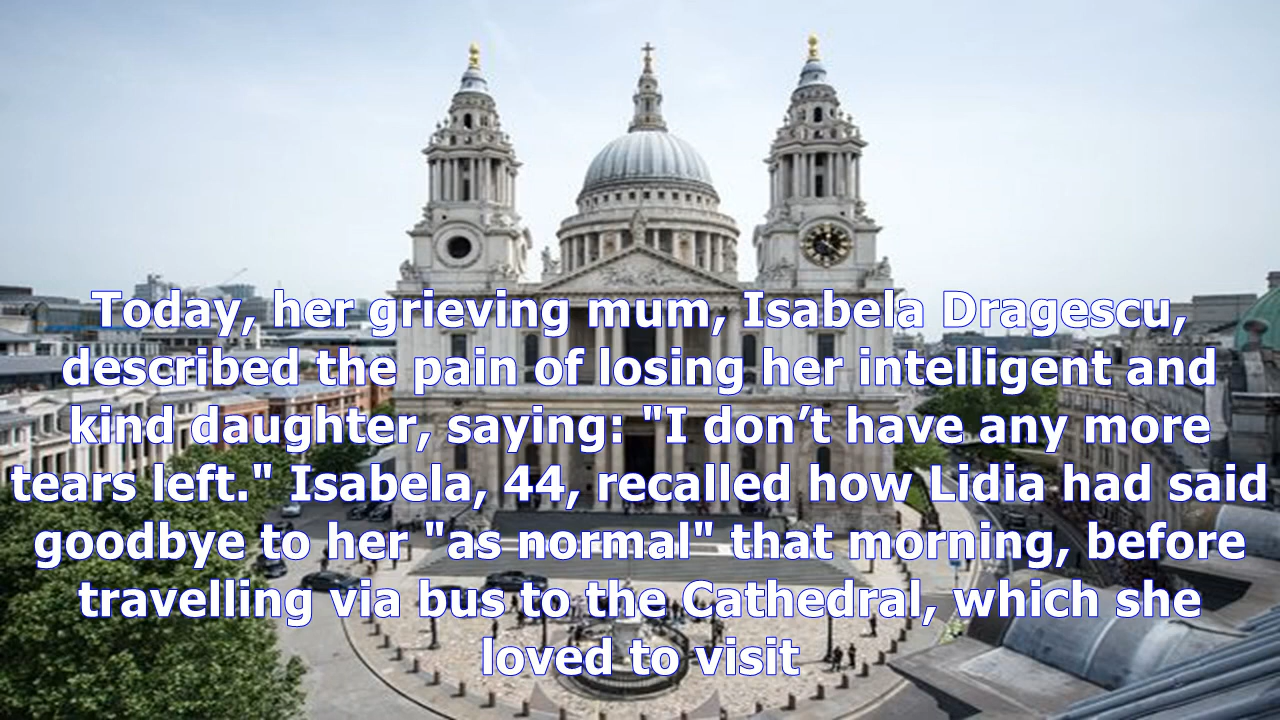 Today, her grieving mum, Isabela Dragescu,
described the pain of losing her intelligent and
kind daughter, saying: "I don’t have any more
tears left." Isabela, 44, recalled how Lidia had said
goodbye to her "as normal" that morning, before
travelling via bus to the Cathedral, which she
loved to visit